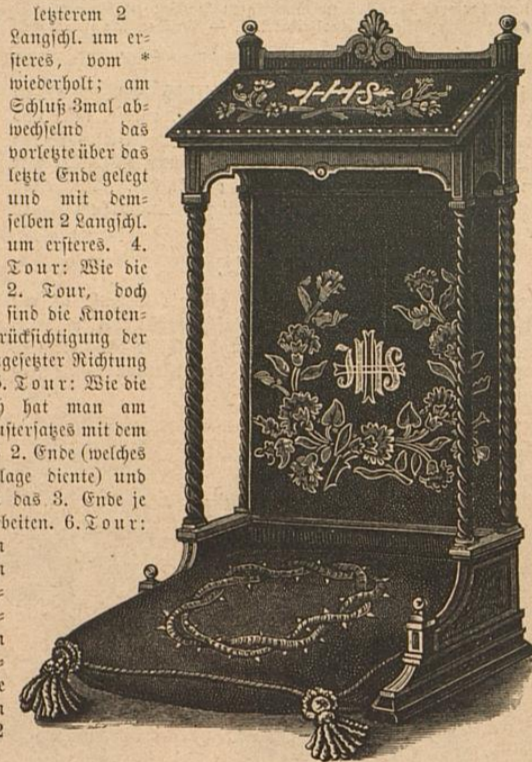 letzterem 2
Langschl. um er=
steres, vom *
wiederholt; am
Schluß 3mal ab=
wechselnd das
vorletzte über das
letzte Ende gelegt
und mit dem=
selben 2 Langschl.
um ersteres. 4.
Tour: Wie die
2. Tour, doch
sind die Knoten=
rücksichtigung der
gesetzter Richtung
Tour: Wie die
hat man am
ustersatzes mit dem
2. Ende (welches
lage diente) und
das 3. Ende je
beiten. 6. Tour:
IHS
IHS